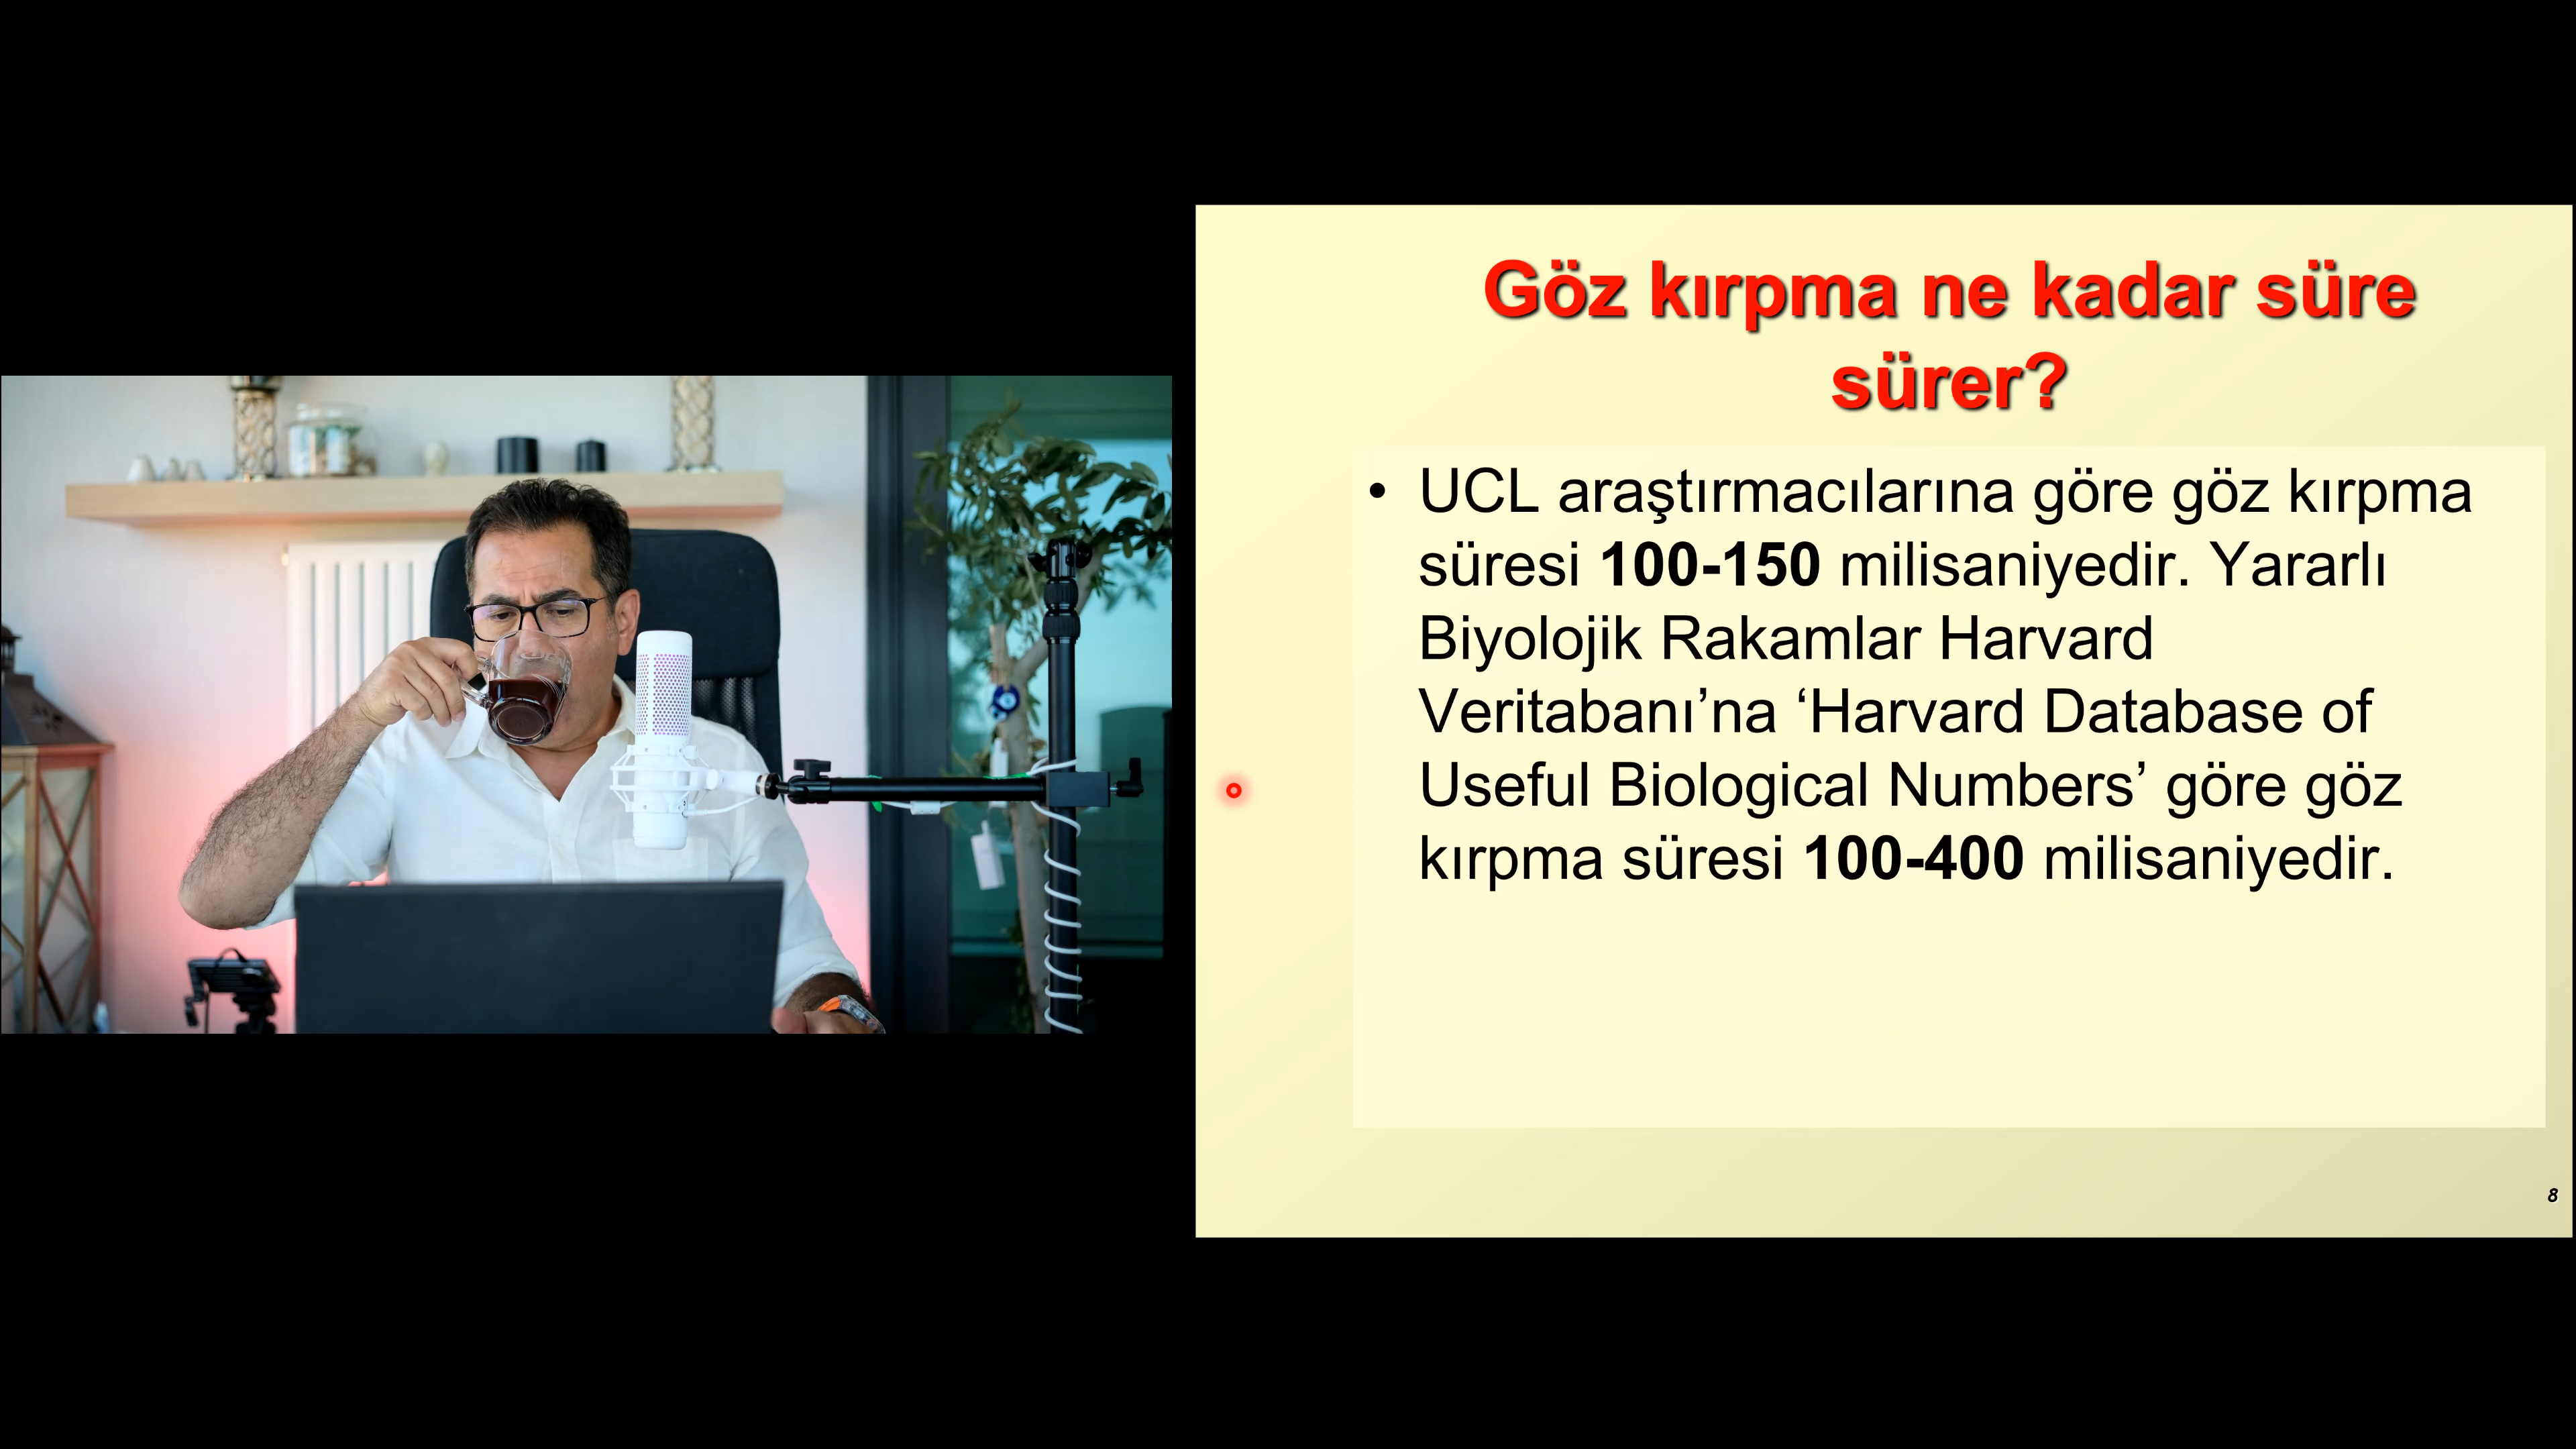 Göz kırpma ne kadar süre
sürer?
• UCL araştırmacılarına göre göz kırpma
süresi 100-150 milisaniyedir. Yararlı
Biyolojik Rakamlar Harvard
Veritabanı’na ‘Harvard Database of
Useful Biological Numbers’ göre göz
kırpma süresi 100-400 milisaniyedir.
8